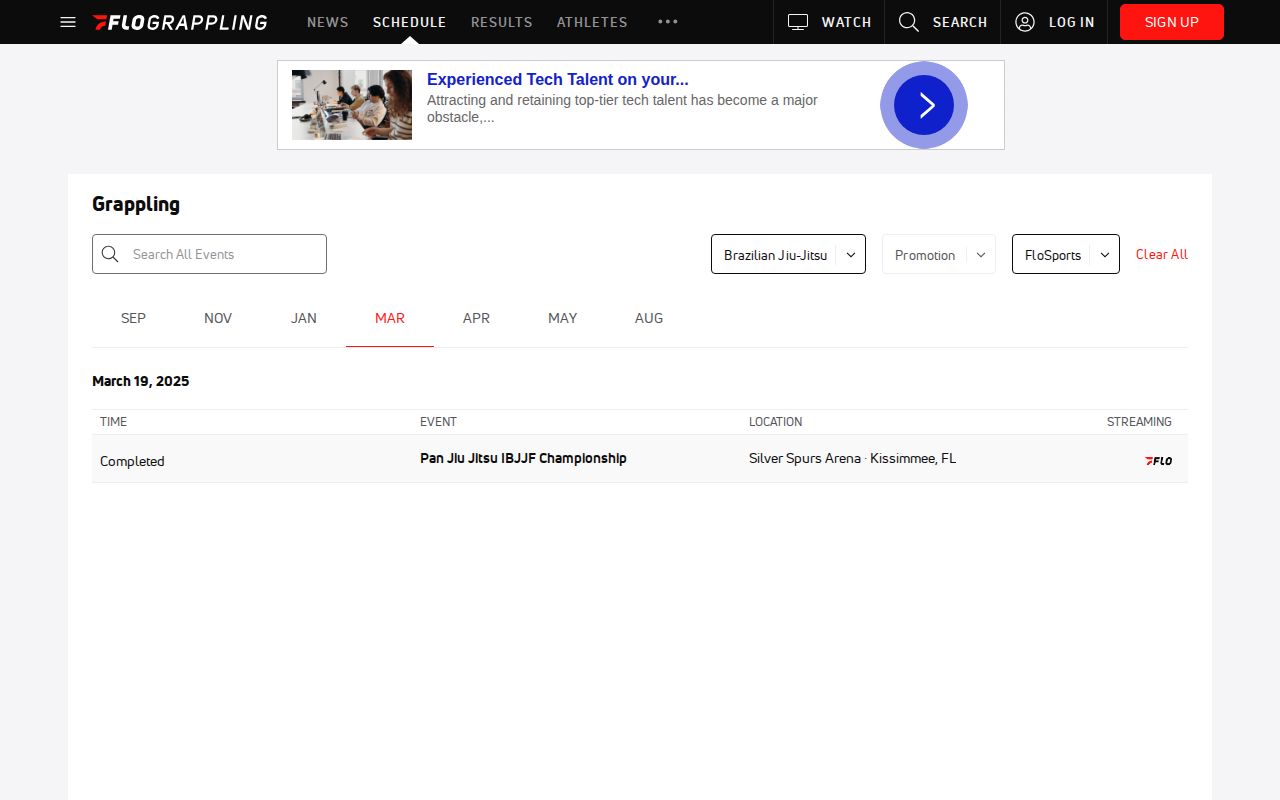 FLOGRAPPLING NEWS SCHEDULE RESULTS ATHLETES ••• WATCH SEARCH LOG IN SIGN UP
Experienced Tech Talent on your...
Attracting and retaining top-tier tech talent has become a major
obstacle,...
Grappling
Search All Events Brazilian Jiu-Jitsu Promotion FloSports Clear All
SEP NOV JAN MAR APR MAY AUG
March 19, 2025
TIME EVENT LOCATION STREAMING
Completed Pan Jiu Jitsu IBJJF Championship Silver Spurs Arena · Kissimmee, FL FLO